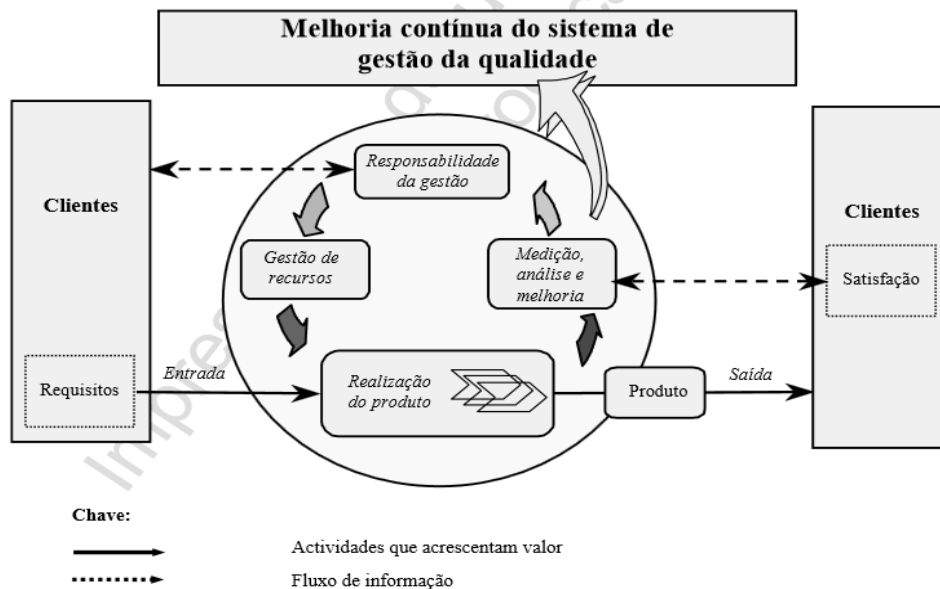 Melhoria contínua do sistema de
gestão da qualidade
Clientes
Requisitos
Responsabilidade
da gestão
Gestão de
recursos
Medição,
análise e
melhoria
Entrada
Realização
do produto
Produto
Saída
Clientes
Satisfação
Chave:
Actividades que acrescentam valor
Fluxo de informação